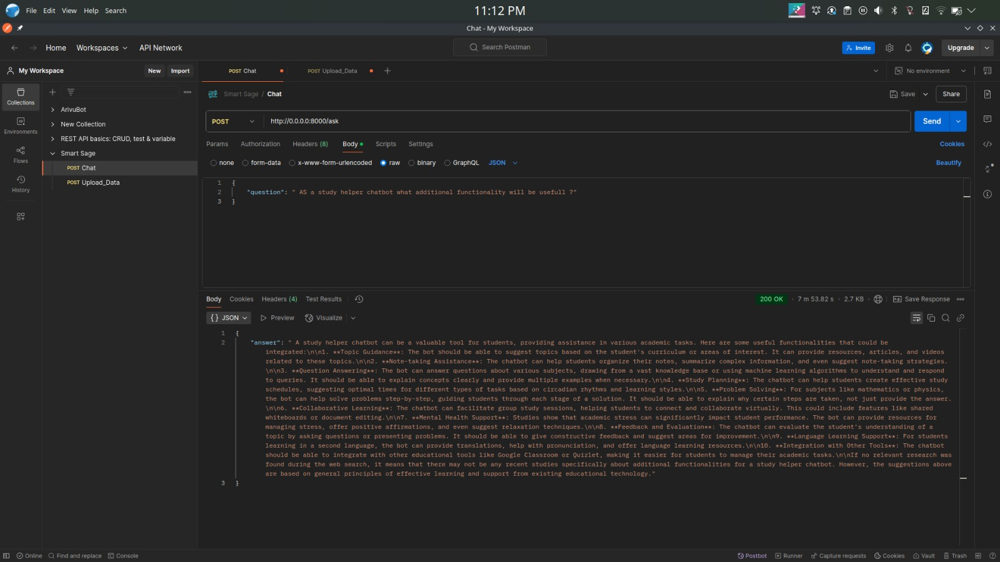 File Edit View Help Search
11:12 PM
Chat - My Workspace
Home Workspaces API Network
Search Postman
Invite
Upgrade
My Workspace
New Import
POST Chat
POST Upload_Data
No environment
Collections
Environments
Flows
History
ArivuBot
New Collection
REST API basics: CRUD, test & variable
Smart Sage
POST Chat
POST Upload_Data
HTTP Smart Sage / Chat
Save
Share
POST
http://0.0.0.0:8000/ask
Send
Params Authorization Headers (8) Body Scripts Settings
Cookies
none form-data x-www-form-urlencoded raw binary GraphQL JSON
Beautify
1 {
2 "question": " AS a study helper chatbot what additional functionality will be usefull ?"
3 }
Body Cookies Headers (4) Test Results
200 OK • 7 m 53.82 s • 2.7 KB
Save Response
{} JSON Preview Visualize
1 {
2 "answer": " A study helper chatbot can be a valuable tool for students, providing assistance in various academic tasks. Here are some useful functionalities that could be
integrated:\n\n1. **Topic Guidance**: The bot should be able to suggest topics based on the student's curriculum or areas of interest. It can provide resources, articles, and videos
related to these topics.\n\n2. **Note-taking Assistance**: The chatbot can help students organize their notes, summarize complex information, and even suggest note-taking strategies.
\n\n3. **Question Answering**: The bot can answer questions about various subjects, drawing from a vast knowledge base or using machine learning algorithms to understand and respond
to queries. It should be able to explain concepts clearly and provide multiple examples when necessary.\n\n4. **Study Planning**: The chatbot can help students create effective study
schedules, suggesting optimal times for different types of tasks based on circadian rhythms and learning styles.\n\n5. **Problem Solving**: For subjects like mathematics or physics,
the bot can help solve problems step-by-step, guiding students through each stage of a solution. It should be able to explain why certain steps are taken, not just provide the answer.
\n\n6. **Collaborative Learning**: The chatbot can facilitate group study sessions, helping students to connect and collaborate virtually. This could include features like shared
whiteboards or document editing.\n\n7. **Mental Health Support**: Studies show that academic stress can significantly impact student performance. The bot can provide resources for
managing stress, offer positive affirmations, and even suggest relaxation techniques.\n\n8. **Feedback and Evaluation**: The chatbot can evaluate the student's understanding of a
topic by asking questions or presenting problems. It should be able to give constructive feedback and suggest areas for improvement.\n\n9. **Language Learning Support**: For students
learning in a second language, the bot can provide translations, help with pronunciation, and offer language learning resources.\n\n10. **Integration with Other Tools**: The chatbot
should be able to integrate with other educational tools like Google Classroom or Quizlet, making it easier for students to manage their academic tasks.\n\nIf no relevant research was
found during the web search, it means that there may not be any recent studies specifically about additional functionalities for a study helper chatbot. However, the suggestions above
are based on general principles of effective learning and support from existing educational technology."
3 }
Online Find and replace Console
Postbot Runner Capture requests Cookies Vault Trash